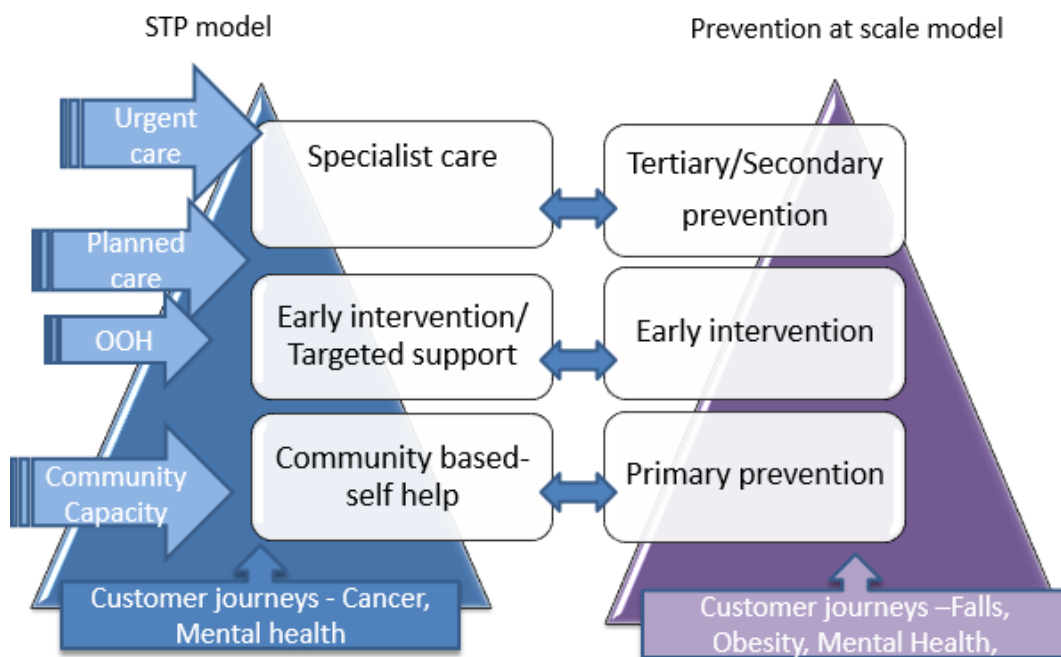 STP model
Prevention at scale model
Urgent
care
Specialist care
Tertiary/Secondary
prevention
Planned
care
OOH
Early intervention/
Targeted support
Early intervention
Community
Capacity
Community based-
self help
Primary prevention
Customer journeys - Cancer,
Mental health
Customer journeys –Falls,
Obesity, Mental Health,